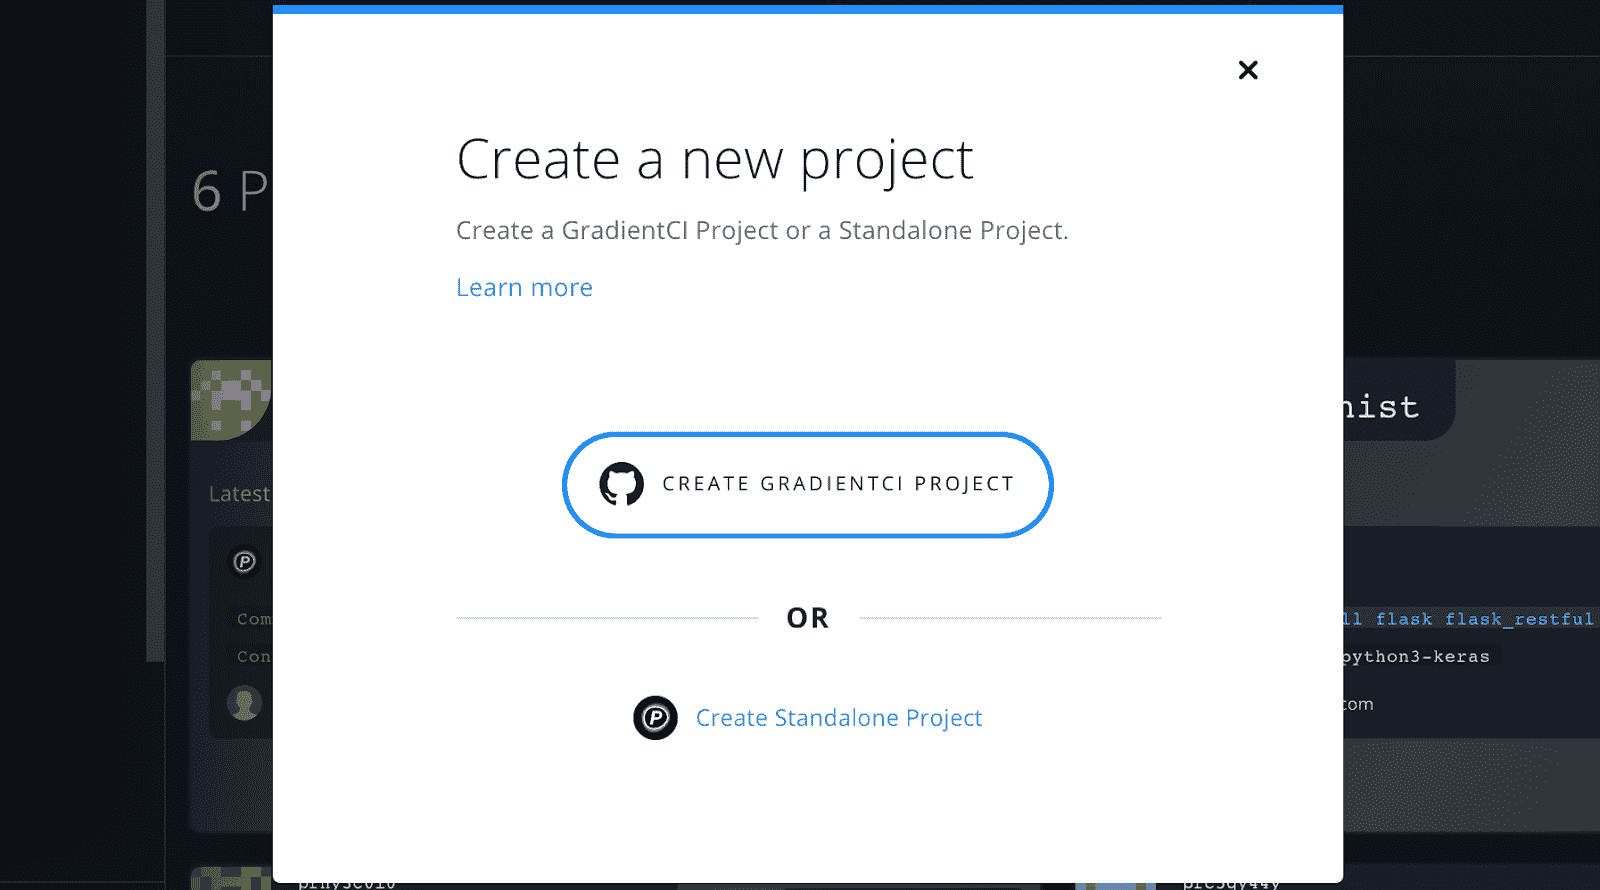 Create a new project
Create a GradientCI Project or a Standalone Project.
Learn more
CREATE GRADIENTCI PROJECT
OR
Create Standalone Project
6 P
Latest
Com
Con
nist
ll flask flask_restful
python3-keras
com